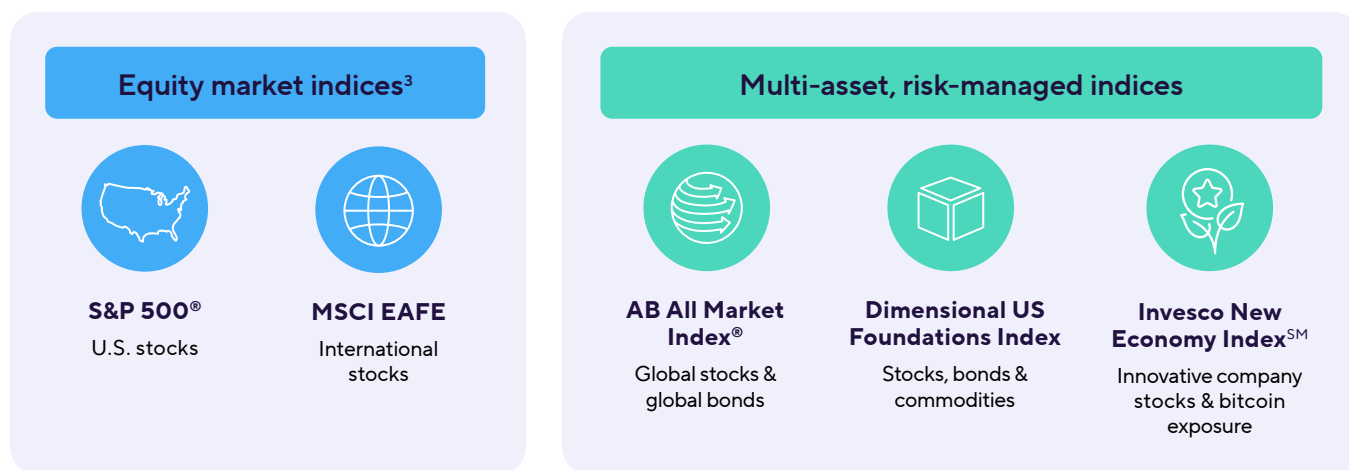 Equity market indices³
S&P 500®
U.S. stocks
MSCI EAFE
International
stocks
Multi-asset, risk-managed indices
AB All Market
Index®
Global stocks &
global bonds
Dimensional US
Foundations Index
Stocks, bonds &
commodities
Invesco New
Economy Index℠
Innovative company
stocks & bitcoin
exposure